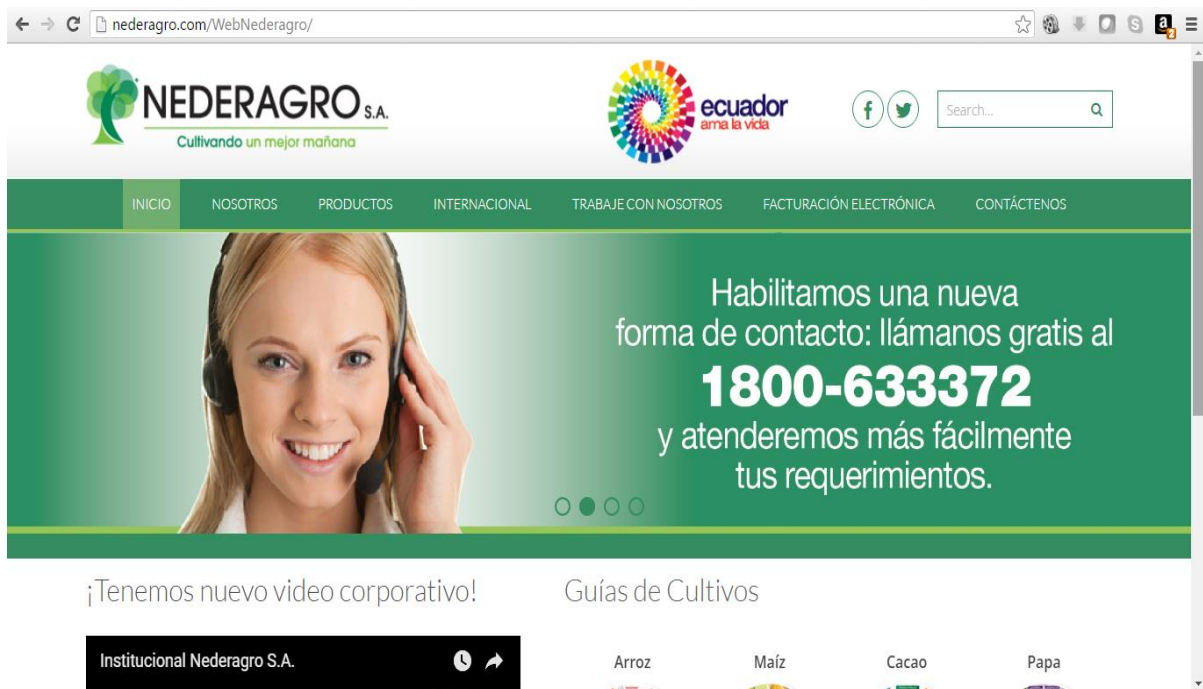 nederagro.com/WebNederagro/
2
NEDERAGRO S.A.
Cultivando un mejor mañana
ecuador
ama la vida
Search...
INICIO NOSOTROS PRODUCTOS INTERNACIONAL TRABAJE CON NOSOTROS FACTURACIÓN ELECTRÓNICA CONTÁCTENOS
Habilitamos una nueva
forma de contacto: llámanos gratis al
1800-633372
y atenderemos más fácilmente
tus requerimientos.
¡Tenemos nuevo video corporativo!
Guías de Cultivos
Institucional Nederagro S.A.
Arroz Maíz Cacao Papa